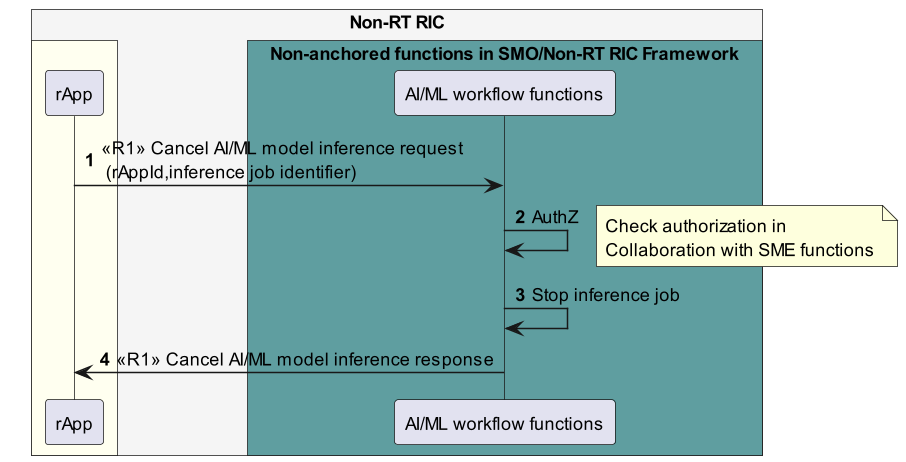 Non-RT RIC
Non-anchored functions in SMO/Non-RT RIC Framework
rApp
AI/ML workflow functions
1 «R1» Cancel AI/ML model inference request
(rAppId,inference job identifier)
2 AuthZ
Check authorization in
Collaboration with SME functions
3 Stop inference job
4 «R1» Cancel AI/ML model inference response
rApp
AI/ML workflow functions